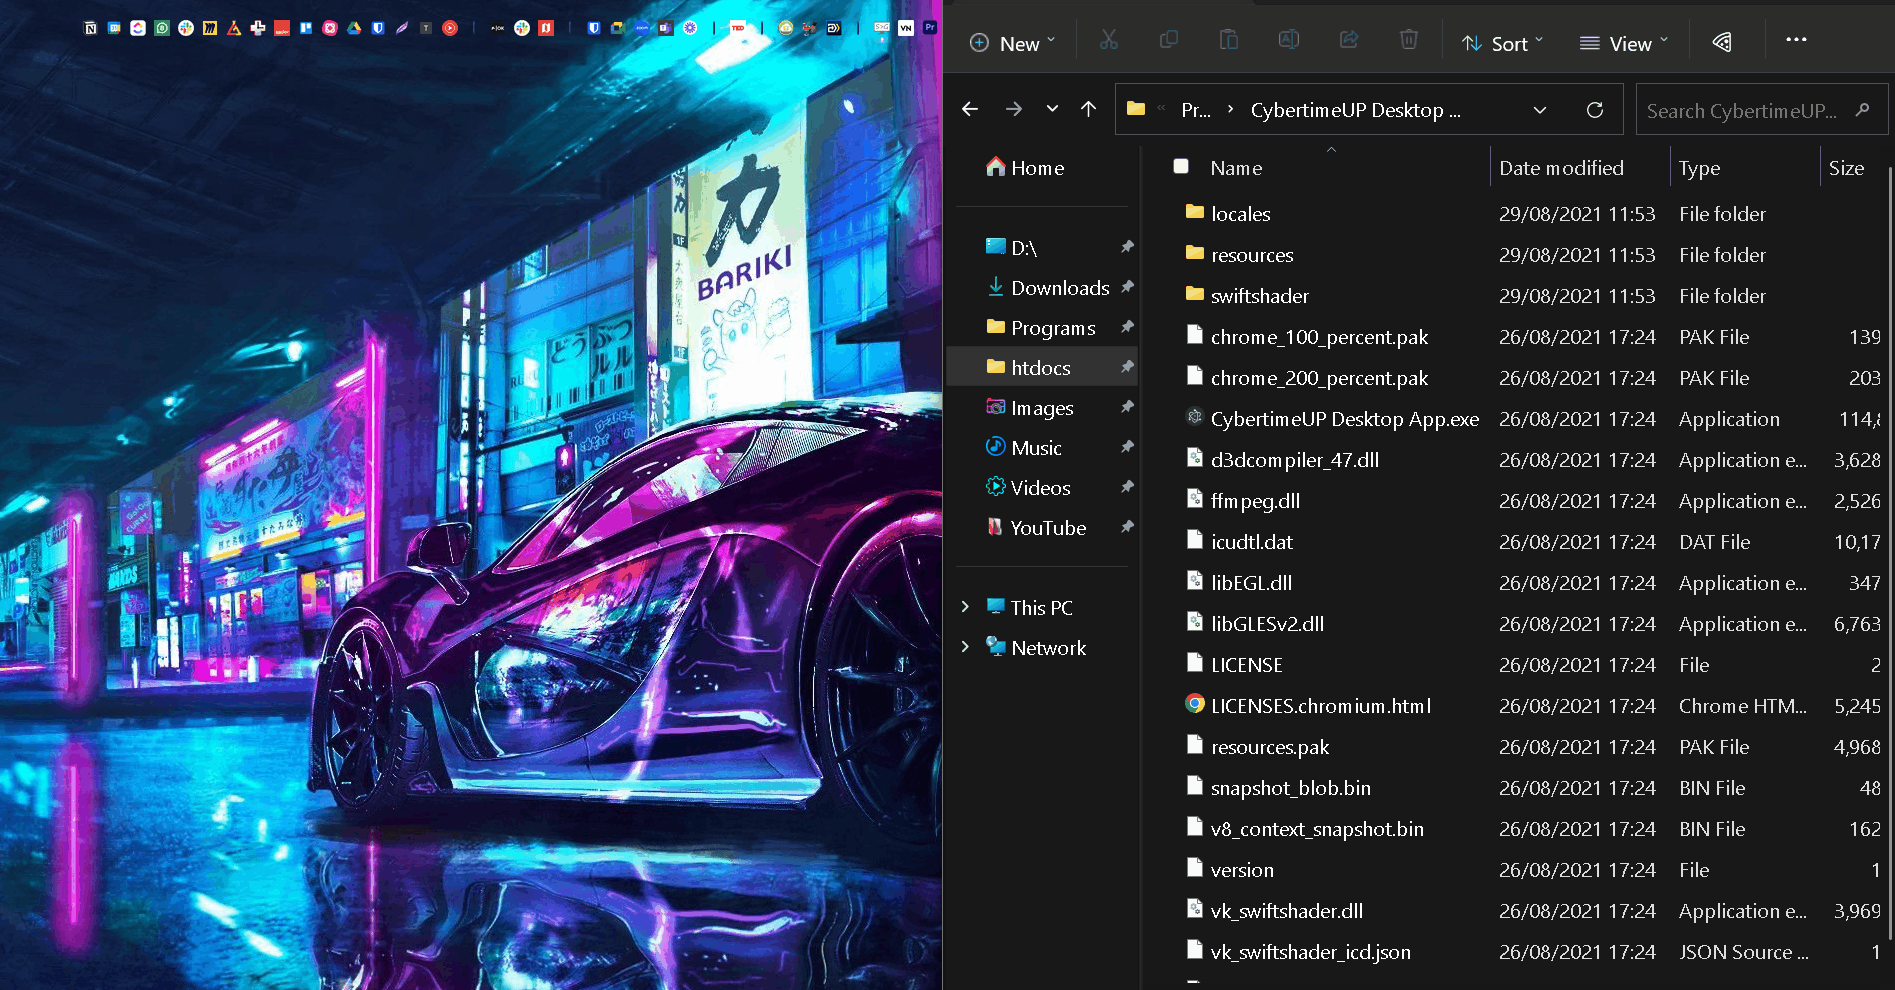 New
Sort
View
Pr...
CybertimeUP Desktop ...
Search CybertimeUP...
Home
D:\
Downloads
Programs
htdocs
Images
Music
Videos
YouTube
This PC
Network
Name Date modified Type Size
locales 29/08/2021 11:53 File folder
resources 29/08/2021 11:53 File folder
swiftshader 29/08/2021 11:53 File folder
chrome_100_percent.pak 26/08/2021 17:24 PAK File 139
chrome_200_percent.pak 26/08/2021 17:24 PAK File 203
CybertimeUP Desktop App.exe 26/08/2021 17:24 Application 114,
d3dcompiler_47.dll 26/08/2021 17:24 Application e... 3,628
ffmpeg.dll 26/08/2021 17:24 Application e... 2,526
icudtl.dat 26/08/2021 17:24 DAT File 10,17
libEGL.dll 26/08/2021 17:24 Application e... 347
libGLESv2.dll 26/08/2021 17:24 Application e... 6,763
LICENSE 26/08/2021 17:24 File 2
LICENSES.chromium.html 26/08/2021 17:24 Chrome HTM... 5,245
resources.pak 26/08/2021 17:24 PAK File 4,968
snapshot_blob.bin 26/08/2021 17:24 BIN File 48
v8_context_snapshot.bin 26/08/2021 17:24 BIN File 162
version 26/08/2021 17:24 File 1
vk_swiftshader.dll 26/08/2021 17:24 Application e... 3,969
vk_swiftshader_icd.json 26/08/2021 17:24 JSON Source ... 1
TED
VN
Pr
力
BARIKI
1F
1F
どうぶつ